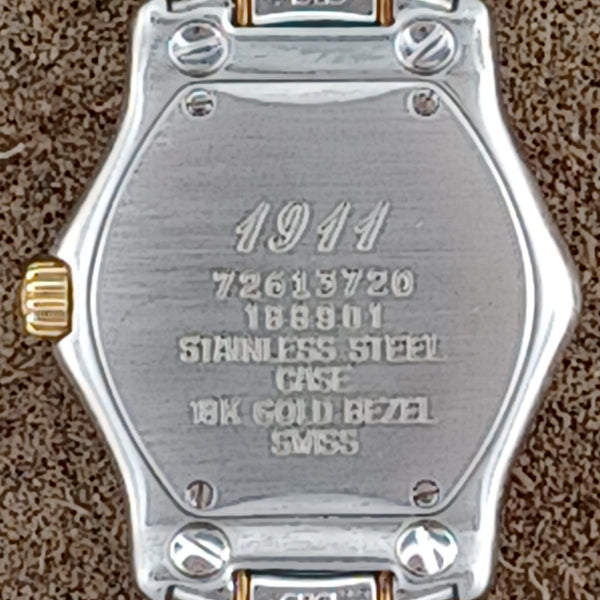 1911
72613720
188901
STAINLESS STEEL
CASE
18K GOLD BEZEL
SWISS